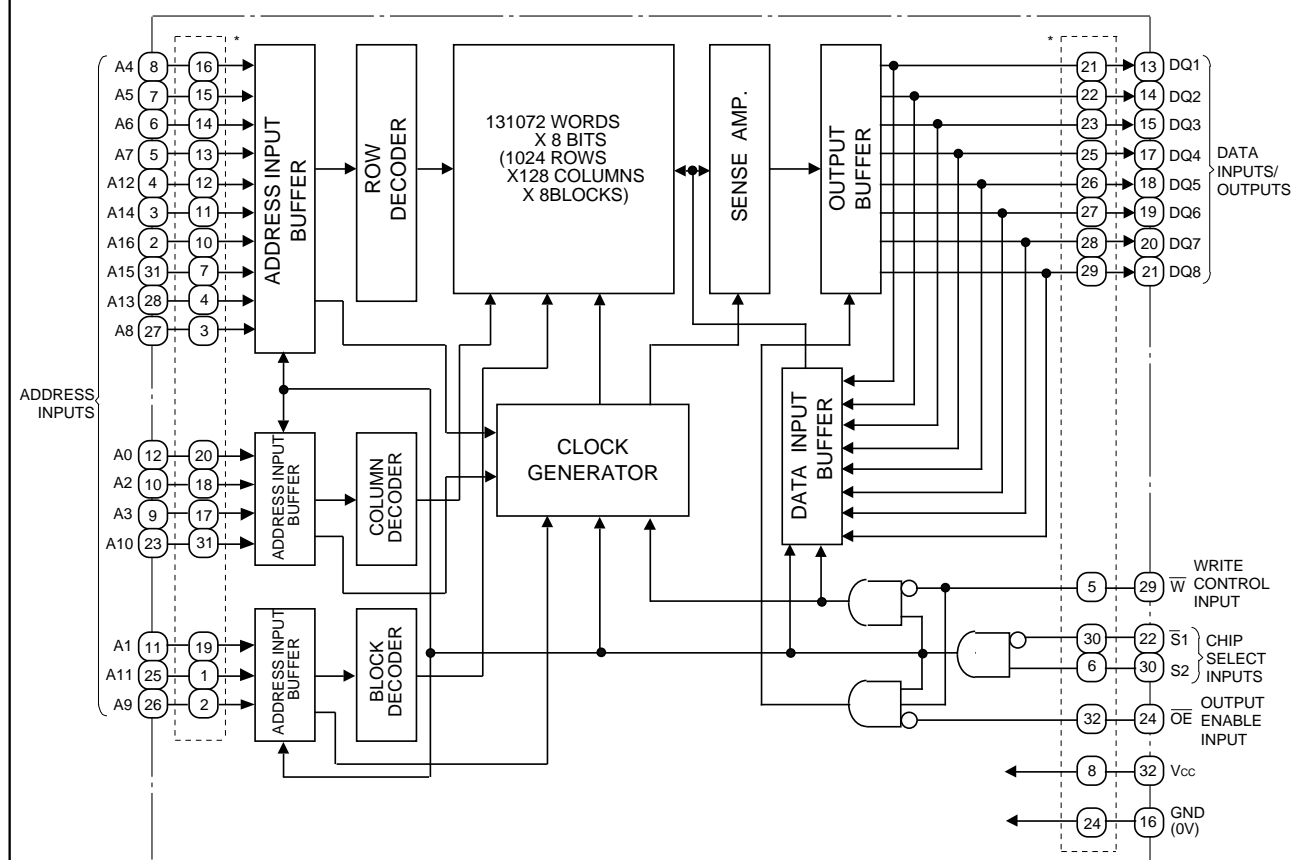 *
*
A4 8 16
A5 7 15
A6 6 14
A7 5 13
A12 4 12
A14 3 11
A16 2 10
A15 31 7
A13 28 4
A8 27 3
ADDRESS
INPUTS
A0 12 20
A2 10 18
A3 9 17
A10 23 31
A1 11 19
A11 25 1
A9 26 2
ADDRESS INPUT
BUFFER
ROW
DECODER
131072 WORDS
X 8 BITS
(1024 ROWS
X128 COLUMNS
X 8BLOCKS)
SENSE AMP.
OUTPUT
BUFFER
ADDRESS INPUT
BUFFER
COLUMN
DECODER
CLOCK
GENERATOR
DATA INPUT
BUFFER
ADDRESS INPUT
BUFFER
BLOCK
DECODER
21 13 DQ1
22 14 DQ2
23 15 DQ3
25 17 DQ4
26 18 DQ5
27 19 DQ6
28 20 DQ7
29 21 DQ8
DATA
INPUTS/
OUTPUTS
5 29 W̅
WRITE
CONTROL
INPUT
30 22 S̅1
6 30 S2
CHIP
SELECT
INPUTS
32 24 O̅E̅
OUTPUT
ENABLE
INPUT
8 32 Vcc
24 16 GND
(0V)